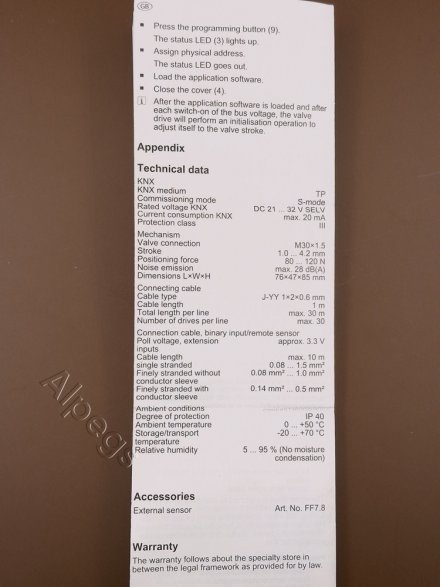 GB
▪ Press the programming button (9).
The status LED (3) lights up.
▪ Assign physical address.
The status LED goes out.
▪ Load the application software.
▪ Close the cover (4).
i After the application software is loaded and after
each switch-on of the bus voltage, the valve
drive will perform an initialisation operation to
adjust itself to the valve stroke.
Appendix
Technical data
KNX
KNX medium TP
Commissioning mode S-mode
Rated voltage KNX DC 21 ... 32 V SELV
Current consumption KNX max. 20 mA
Protection class III
Mechanism
Valve connection M30×1.5
Stroke 1.0 ... 4.2 mm
Positioning force 80 ... 120 N
Noise emission max. 28 dB(A)
Dimensions L×W×H 76×47×85 mm
Connecting cable
Cable type J-YY 1×2×0.6 mm
Cable length 1 m
Total length per line max. 30 m
Number of drives per line max. 30
Connection cable, binary input/remote sensor
Poll voltage, extension approx. 3.3 V
inputs
Cable length max. 10 m
single stranded 0.08 ... 1.5 mm²
Finely stranded without 0.08 mm² ... 1.0 mm²
conductor sleeve
Finely stranded with 0.14 mm² ... 0.5 mm²
conductor sleeve
Ambient conditions
Degree of protection IP 40
Ambient temperature 0 ... +50 °C
Storage/transport -20 ... +70 °C
temperature
Relative humidity 5 ... 95 % (No moisture
condensation)
Accessories
External sensor Art. No. FF7.8
Warranty
The warranty follows about the specialty store in
between the legal framework as provided for by law.
Alpegs